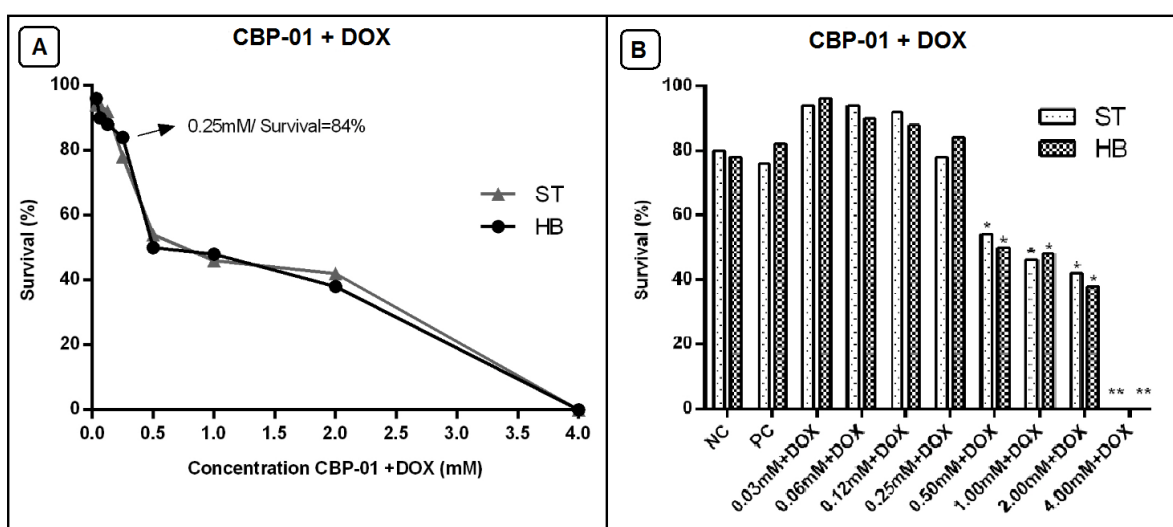 A
CBP-01 + DOX
100
80
60
40
20
0
Survival (%)
0.25mM/ Survival=84%
ST
HB
0.0 0.5 1.0 1.5 2.0 2.5 3.0 3.5 4.0
Concentration CBP-01 +DOX (mM)
B
CBP-01 + DOX
100
80
60
40
20
0
Survival (%)
ST
HB
* * * * * * ** **
NC
PC
0.03mM+DOX
0.06mM+DOX
0.12mM+DOX
0.25mM+DOX
0.50mM+DOX
1.00mM+DOX
2.00mM+DOX
4.00mM+DOX